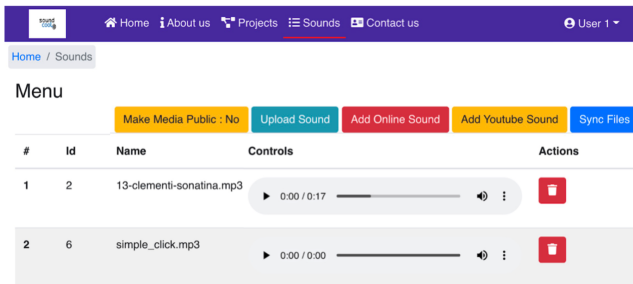 sound
cool
Home About us Projects Sounds Contact us User 1
Home / Sounds
Menu
Make Media Public : No Upload Sound Add Online Sound Add Youtube Sound Sync Files
# Id Name Controls Actions
1 2 13-clementi-sonatina.mp3 0:00 / 0:17
2 6 simple_click.mp3 0:00 / 0:00